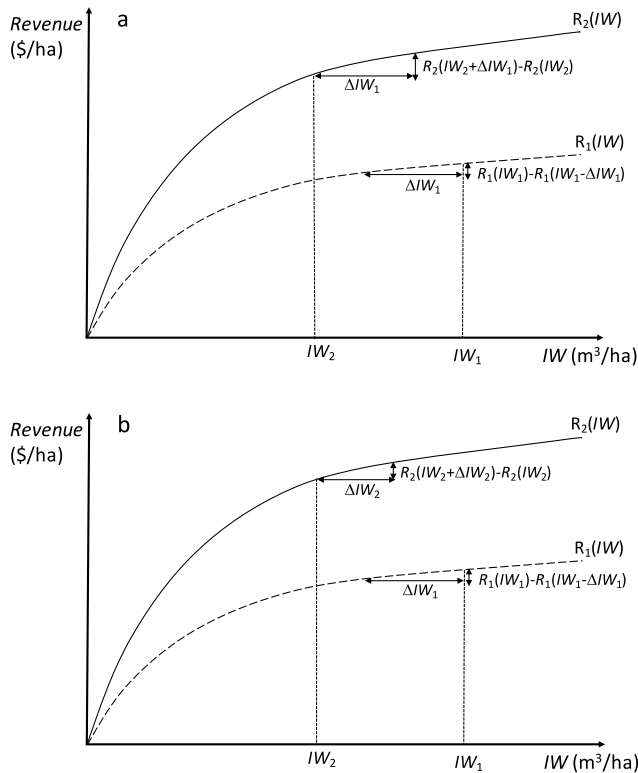 Revenue
($/ha)
a
R₂(IW)
R₂(IW₂+ΔIW₁)-R₂(IW₂)
ΔIW₁
R₁(IW)
ΔIW₁
R₁(IW₁)-R₁(IW₁-ΔIW₁)
IW₂
IW₁
IW (m³/ha)
Revenue
($/ha)
b
R₂(IW)
R₂(IW₂+ΔIW₂)-R₂(IW₂)
ΔIW₂
R₁(IW)
ΔIW₁
R₁(IW₁)-R₁(IW₁-ΔIW₁)
IW₂
IW₁
IW (m³/ha)